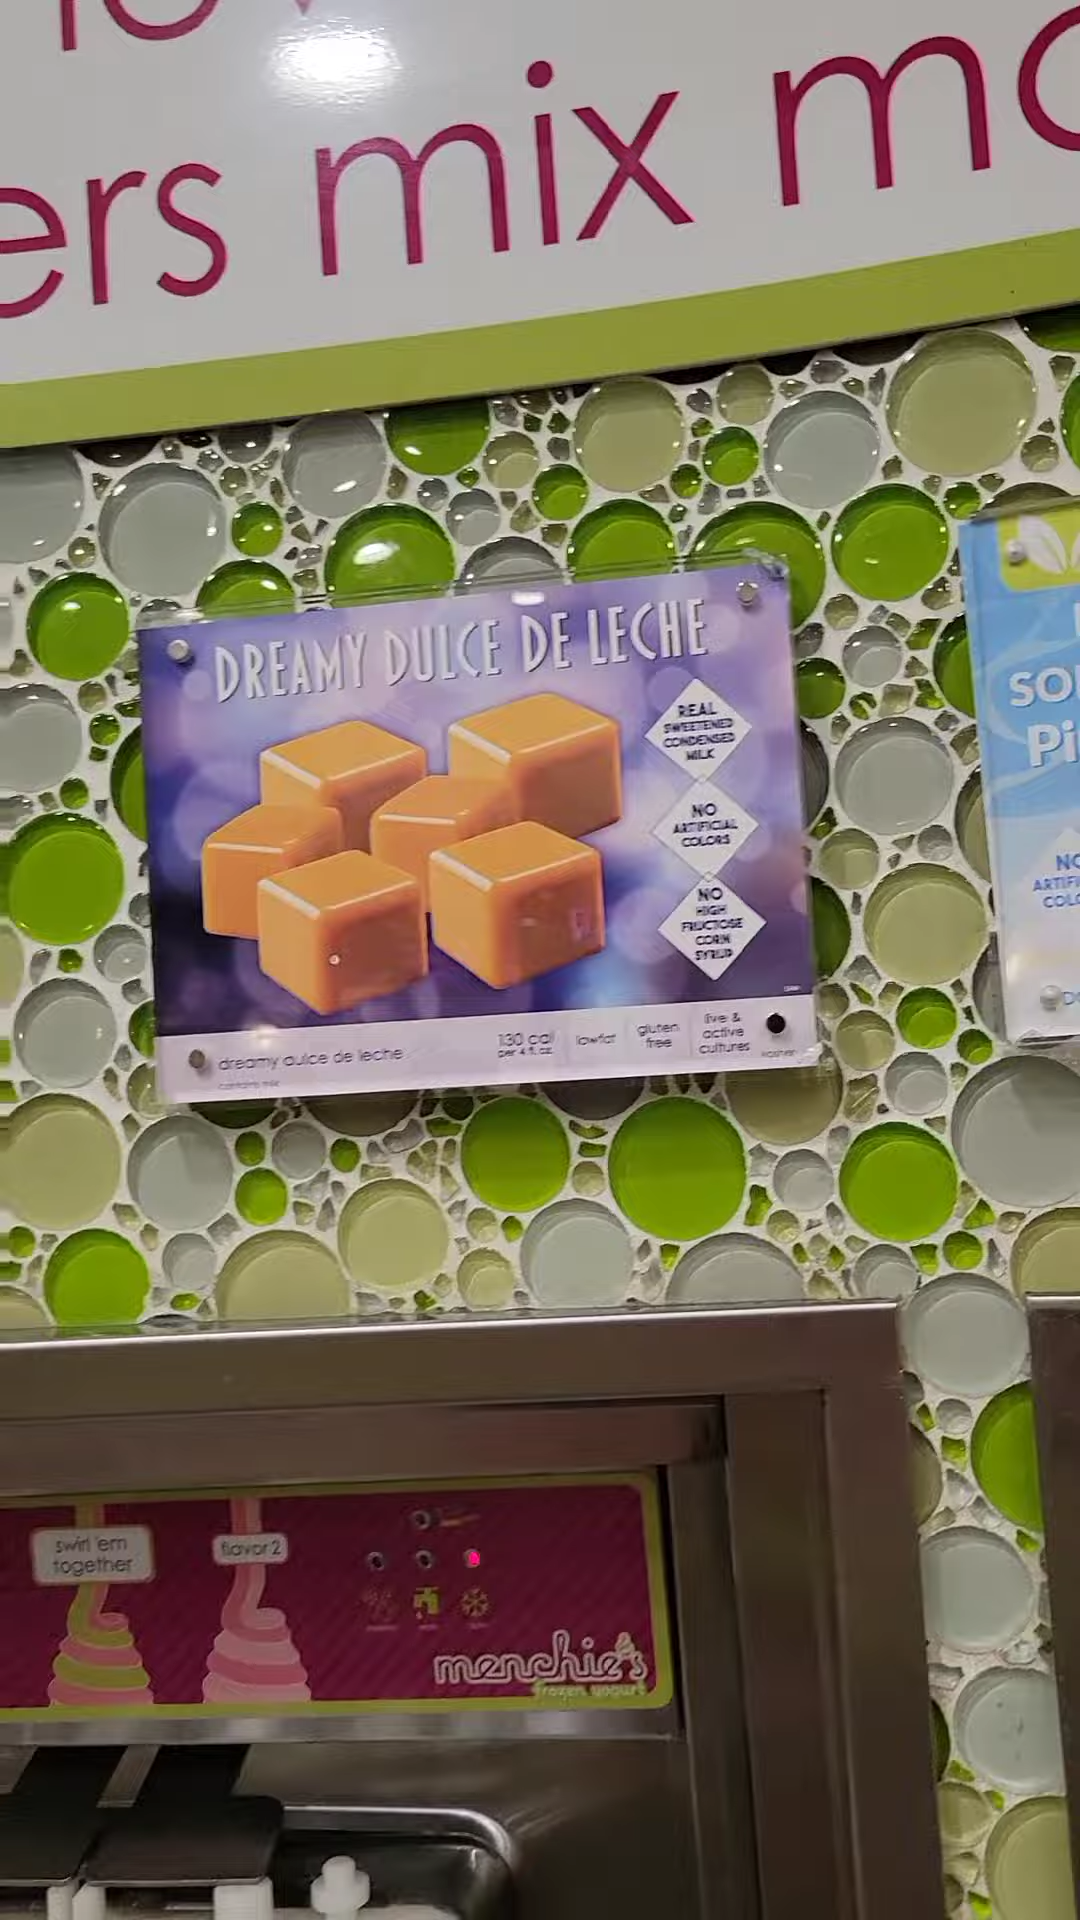 ers mix mo
DREAMY DULCE DE LECHE
REAL
SWEETENED
CONDENSED
MILK
NO
ARTIFICIAL
COLORS
NO
HIGH
FRUCTOSE
CORN
SYRUP
dreamy dulce de leche
contains milk
130 cal
per 4 fl. oz.
lowfat
gluten
free
live &
active
cultures
kosher
SO
Pi
NO
ARTIFI
COLO
swirl 'em
together
flavor 2
menchie's
frozen yogurt